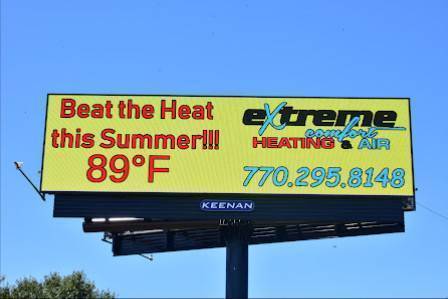 Beat the Heat
this Summer!!!
89°F
extreme
comfort
HEATING & AIR
770.295.8148
KEENAN